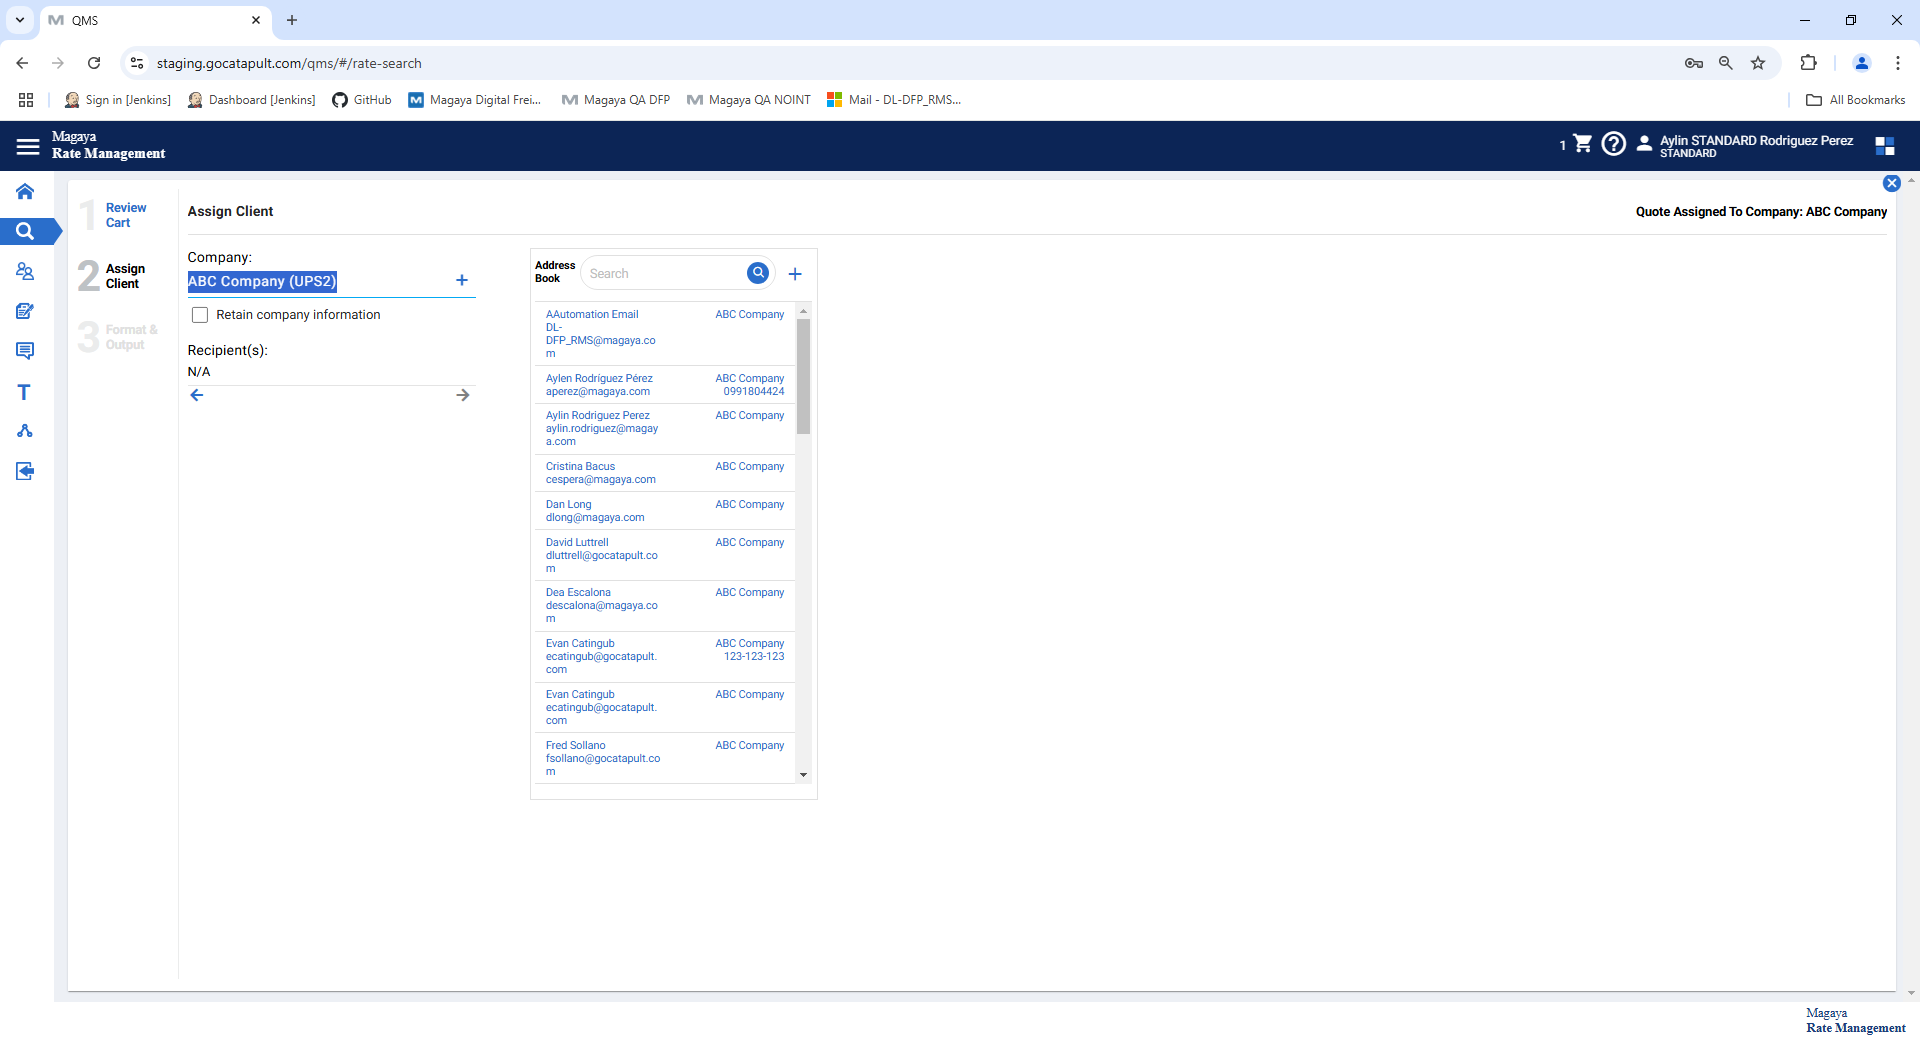 QMS
staging.gocatapult.com/qms/#/rate-search
Sign in [Jenkins]
Dashboard [Jenkins]
GitHub
Magaya Digital Frei...
Magaya QA DFP
Magaya QA NOINT
Mail - DL-DFP_RMS...
All Bookmarks
Magaya
Rate Management
1
Aylin STANDARD Rodriguez Perez
STANDARD
1 Review
Cart
2 Assign
Client
3 Format &
Output
Assign Client
Quote Assigned To Company: ABC Company
Company:
ABC Company (UPS2)
Retain company information
Recipient(s):
N/A
Address
Book
Search
AAutomation Email ABC Company
DL-
DFP_RMS@magaya.co
m
Aylen Rodríguez Pérez ABC Company
aperez@magaya.com 0991804424
Aylin Rodriguez Perez ABC Company
aylin.rodriguez@magay
a.com
Cristina Bacus ABC Company
cespera@magaya.com
Dan Long ABC Company
dlong@magaya.com
David Luttrell ABC Company
dluttrell@gocatapult.co
m
Dea Escalona ABC Company
descalona@magaya.co
m
Evan Catingub ABC Company
ecatingub@gocatapult. 123-123-123
com
Evan Catingub ABC Company
ecatingub@gocatapult.
com
Fred Sollano ABC Company
fsollano@gocatapult.co
m
Magaya
Rate Management